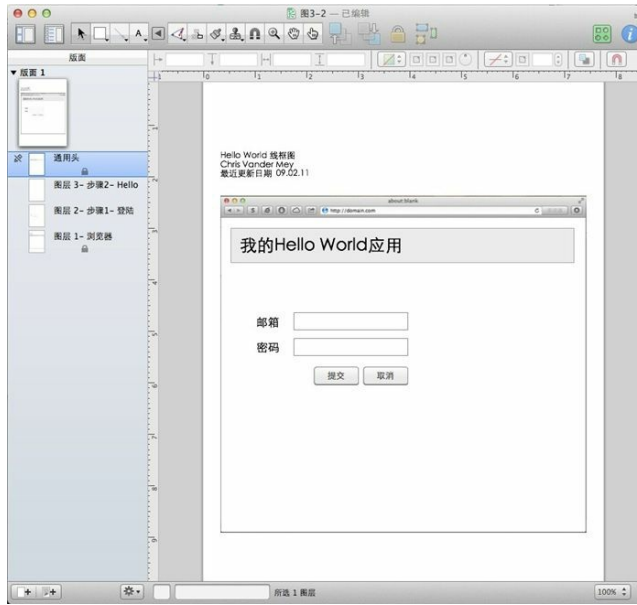 图3-2 — 已编辑
版面
版面 1
通用头
图层 3- 步骤2- Hello
图层 2- 步骤1- 登陆
图层 1- 浏览器
Hello World 线框图
Chris Vander Mey
最近更新日期 09.02.11
about:blank
http://domain.com
我的Hello World应用
邮箱
密码
提交
取消
所选 1 图层
100%